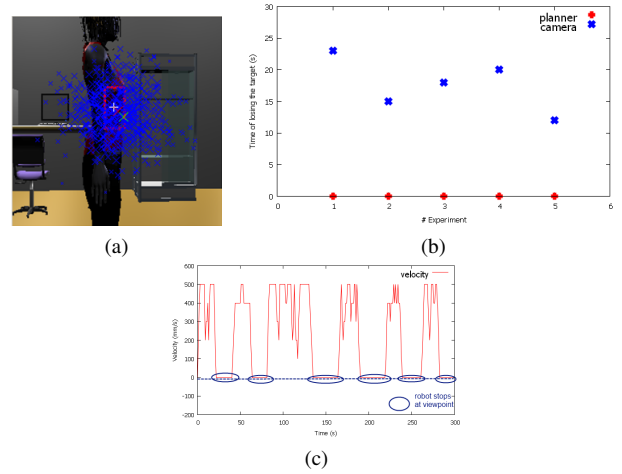 30
25
20
15
10
5
0
Time of losing the target (s)
planner
camera
0
1
2
3
4
5
6
# Experiment
(a)
(b)
600
500
400
300
200
100
0
-100
-200
Velocity (mm/s)
velocity
robot stops
at viewpoint
0
50
100
150
200
250
300
Time (s)
(c)